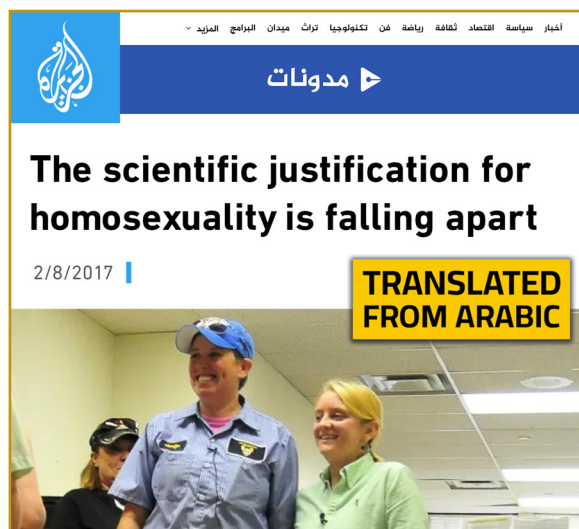 أخبار سياسة اقتصاد ثقافة رياضة فن تكنولوجيا تراث ميدان البرامج المزيد
مدونات
The scientific justification for
homosexuality is falling apart
2/8/2017
TRANSLATED
FROM ARABIC